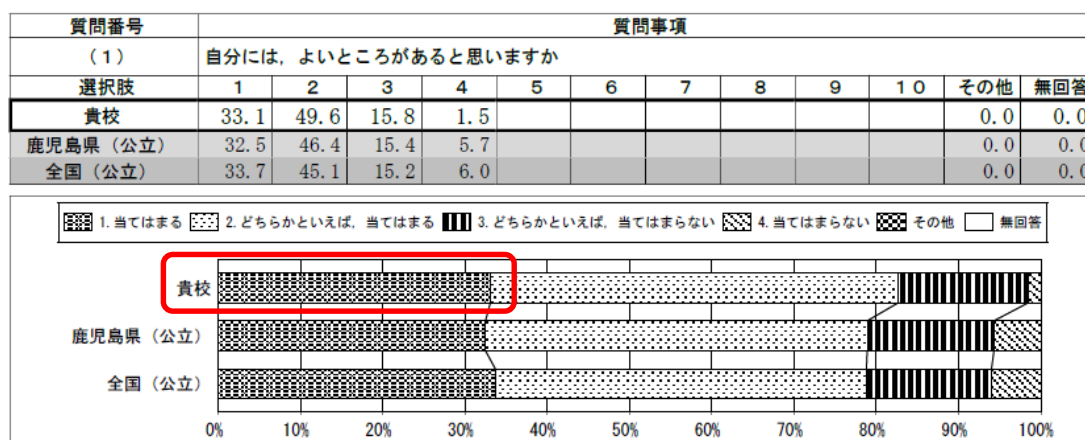 質問番号 質問事項
（１） 自分には，よいところがあると思いますか
選択肢 １ ２ ３ ４ ５ ６ ７ ８ ９ １０ その他 無回答
貴校 33.1 49.6 15.8 1.5 0.0 0.0
鹿児島県（公立） 32.5 46.4 15.4 5.7 0.0 0.0
全国（公立） 33.7 45.1 15.2 6.0 0.0 0.0
1.当てはまる 2.どちらかといえば，当てはまる 3.どちらかといえば，当てはまらない 4.当てはまらない その他 無回答
貴校
鹿児島県（公立）
全国（公立）
0% 10% 20% 30% 40% 50% 60% 70% 80% 90% 100%